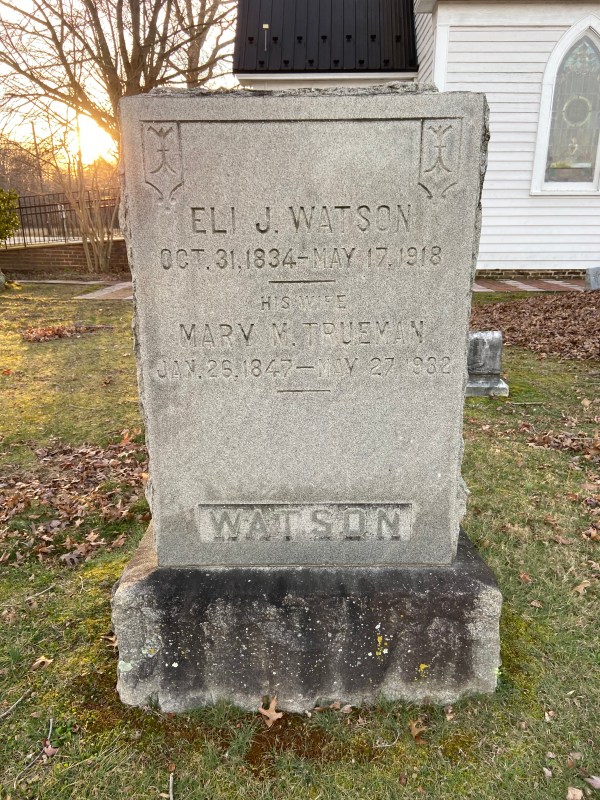 ELI J. WATSON
OCT. 31, 1834—MAY 17, 1918
HIS WIFE
MARY M. TRUEMAN
JAN. 26, 1847—MAY 27, 1932
WATSON